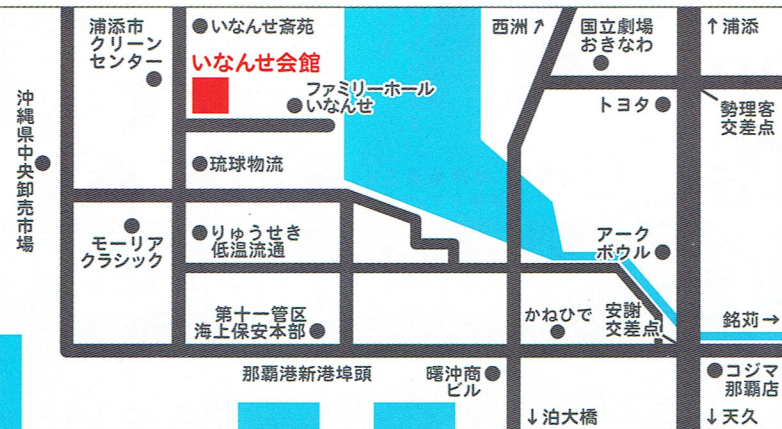 浦添市
クリーン
センター
いなんせ斎苑
いなんせ会館
ファミリーホール
いなんせ
西洲↗
国立劇場
おきなわ
↑浦添
トヨタ
勢理客
交差点
沖縄県中央卸売市場
琉球物流
モーリア
クラシック
りゅうせき
低温流通
アーク
ボウル
第十一管区
海上保安本部
かねひで
安謝
交差点
銘苅→
那覇港新港埠頭
曙沖商
ビル
↓泊大橋
コジマ
那覇店
↓天久